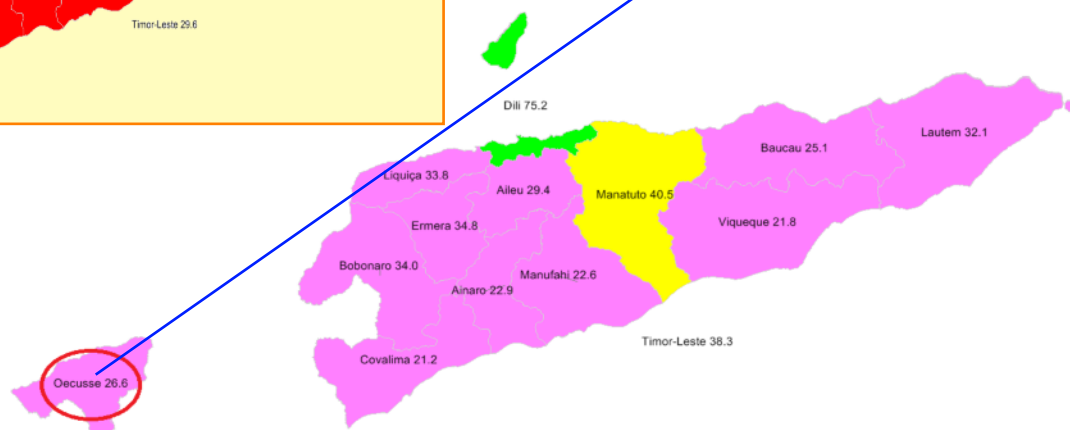 Timor-Leste 29.6
Dili 75.2
Lautem 32.1
Baucau 25.1
Liquiça 33.8
Aileu 29.4
Manatuto 40.5
Viqueque 21.8
Ermera 34.8
Bobonaro 34.0
Manufahi 22.6
Ainaro 22.9
Timor-Leste 38.3
Covalima 21.2
Oecusse 26.6